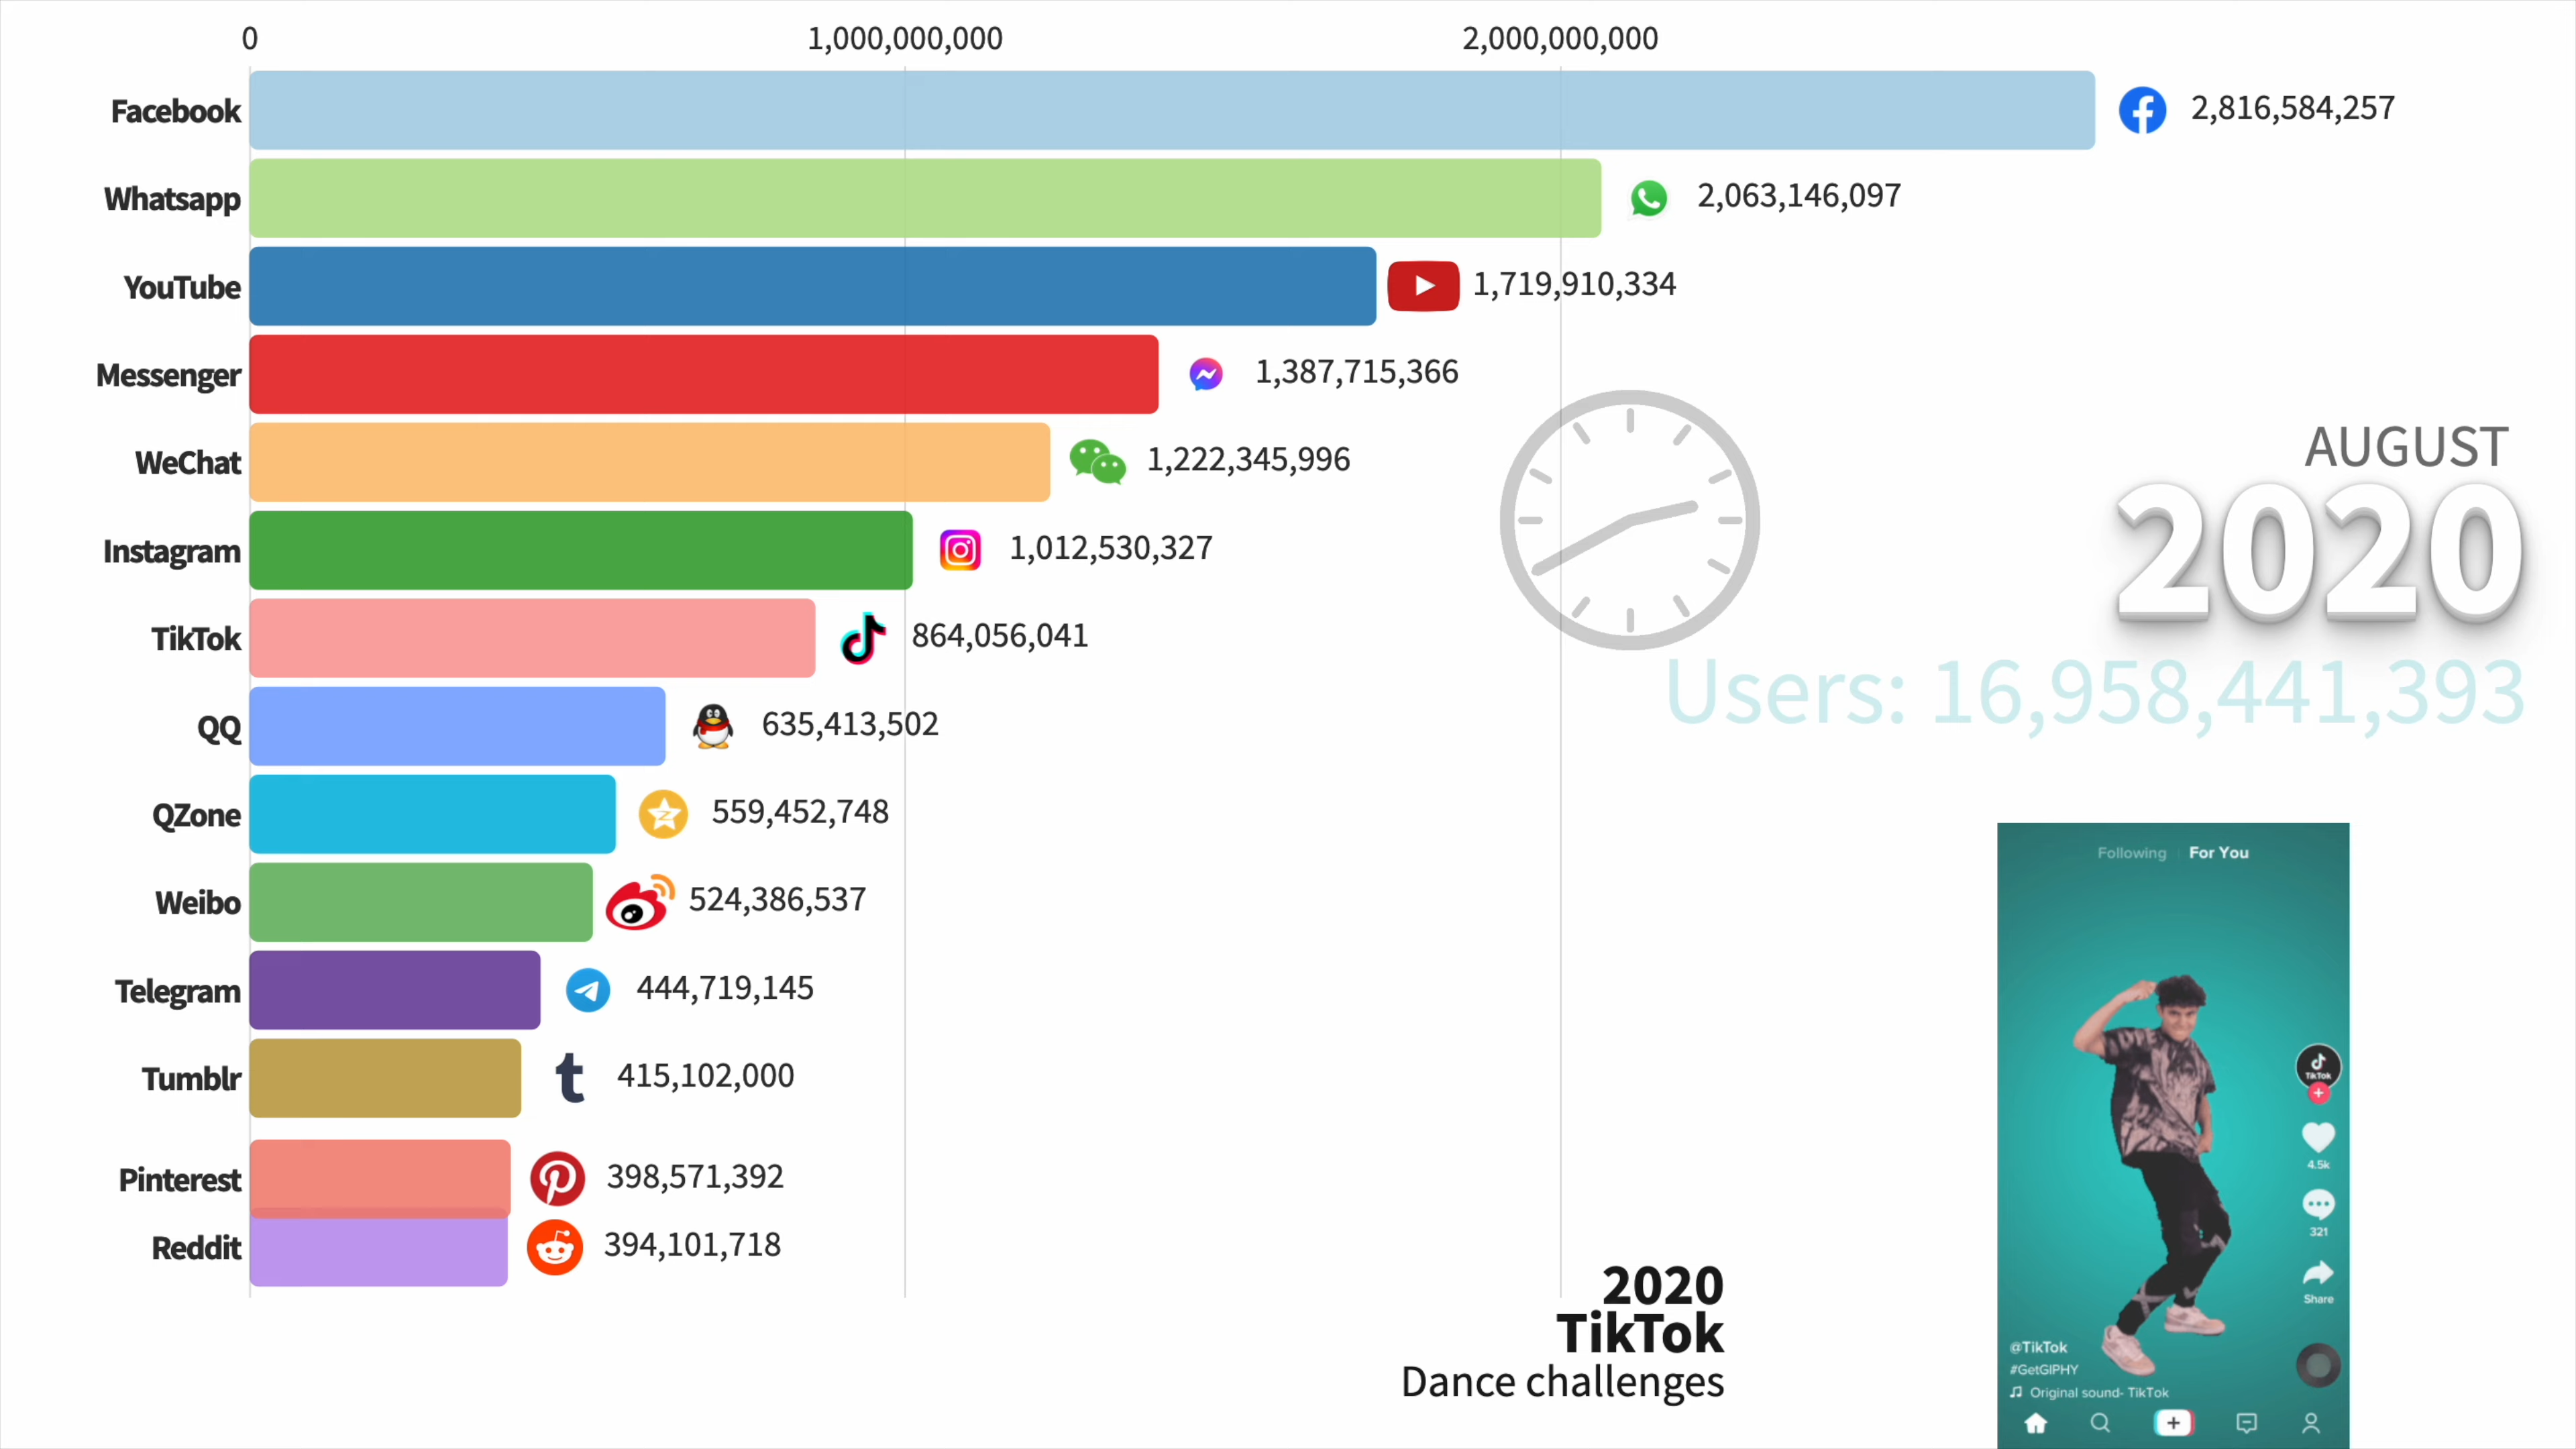 0 1,000,000,000 2,000,000,000
Facebook 2,816,584,257
Whatsapp 2,063,146,097
YouTube 1,719,910,334
Messenger 1,387,715,366
WeChat 1,222,345,996
Instagram 1,012,530,327
TikTok 864,056,041
QQ 635,413,502
QZone 559,452,748
Weibo 524,386,537
Telegram 444,719,145
Tumblr 415,102,000
Pinterest 398,571,392
Reddit 394,101,718
AUGUST
2020
Users: 16,958,441,393
2020
TikTok
Dance challenges
Following For You
TikTok
4.5k
321
Share
@TikTok
#GetGIPHY
Original sound- TikTok